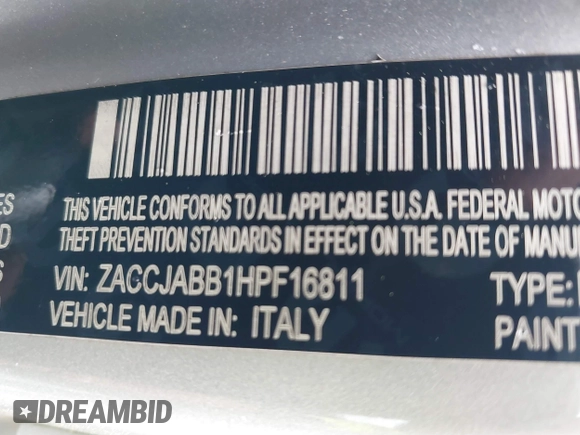 ES
THIS VEHICLE CONFORMS TO ALL APPLICABLE U.S.A. FEDERAL MOTO
D
THEFT PREVENTION STANDARDS IN EFFECT ON THE DATE OF MANU
S
VIN: ZACCJABB1HPF16811 TYPE:
VEHICLE MADE IN: ITALY PAINT
DREAMBID